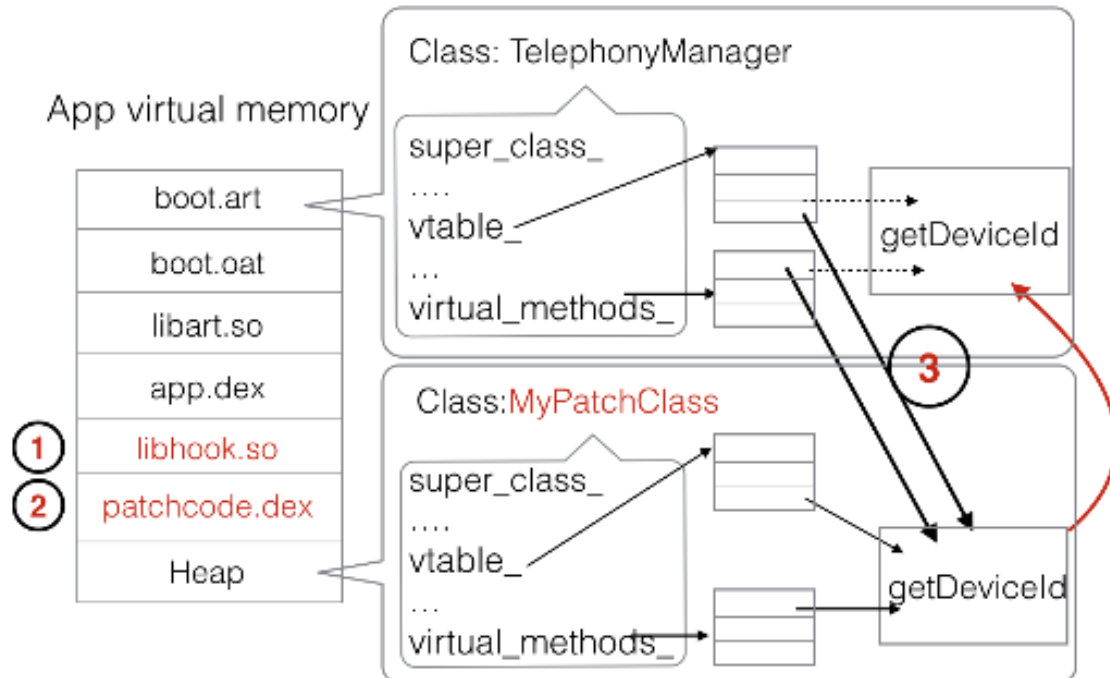 Class: TelephonyManager
App virtual memory
super_class_
....
vtable_
...
virtual_methods_
getDeviceId
boot.art
boot.oat
libart.so
app.dex
1
libhook.so
2
patchcode.dex
Heap
3
Class:MyPatchClass
super_class_
....
vtable_
...
virtual_methods_
getDeviceId